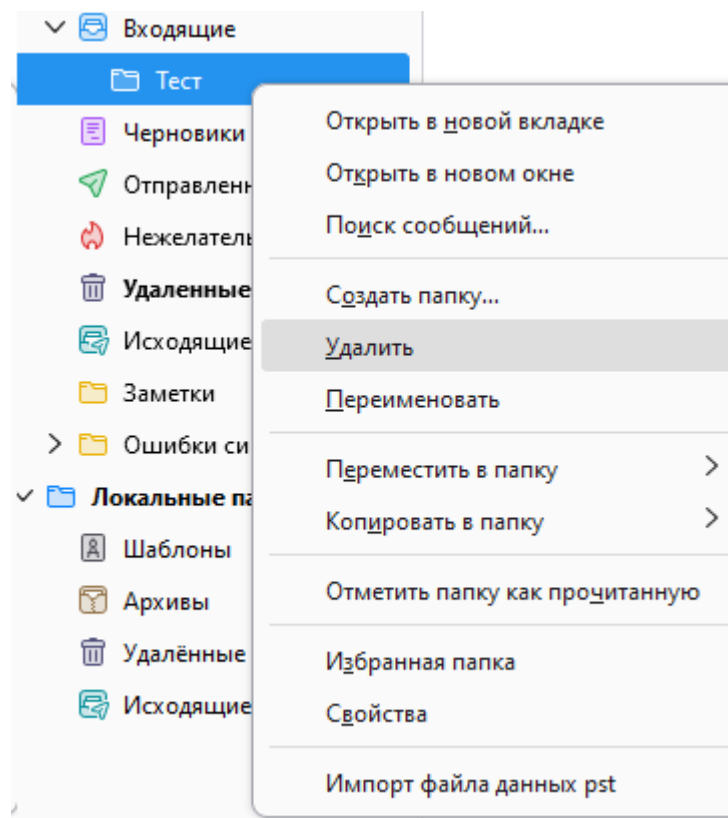 Входящие
Тест
Черновики
Отправленн
Нежелатель
Удаленные
Исходящие
Заметки
Ошибки си
Локальные па
Шаблоны
Архивы
Удалённые
Исходящие
Открыть в новой вкладке
Открыть в новом окне
Поиск сообщений...
Создать папку...
Удалить
Переименовать
Переместить в папку
Копировать в папку
Отметить папку как прочитанную
Избранная папка
Свойства
Импорт файла данных pst